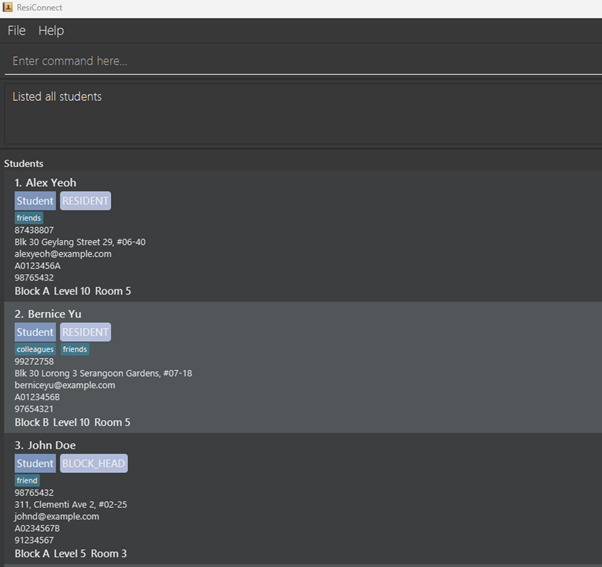 ResiConnect
File Help
Enter command here...
Listed all students
Students
1. Alex Yeoh
Student RESIDENT
friends
87438807
Blk 30 Geylang Street 29, #06-40
alexyeoh@example.com
A0123456A
98765432
Block A Level 10 Room 5
2. Bernice Yu
Student RESIDENT
colleagues friends
99272758
Blk 30 Lorong 3 Serangoon Gardens, #07-18
berniceyu@example.com
A0123456B
97654321
Block B Level 10 Room 5
3. John Doe
Student BLOCK_HEAD
friend
98765432
311, Clementi Ave 2, #02-25
johnd@example.com
A0234567B
91234567
Block A Level 5 Room 3